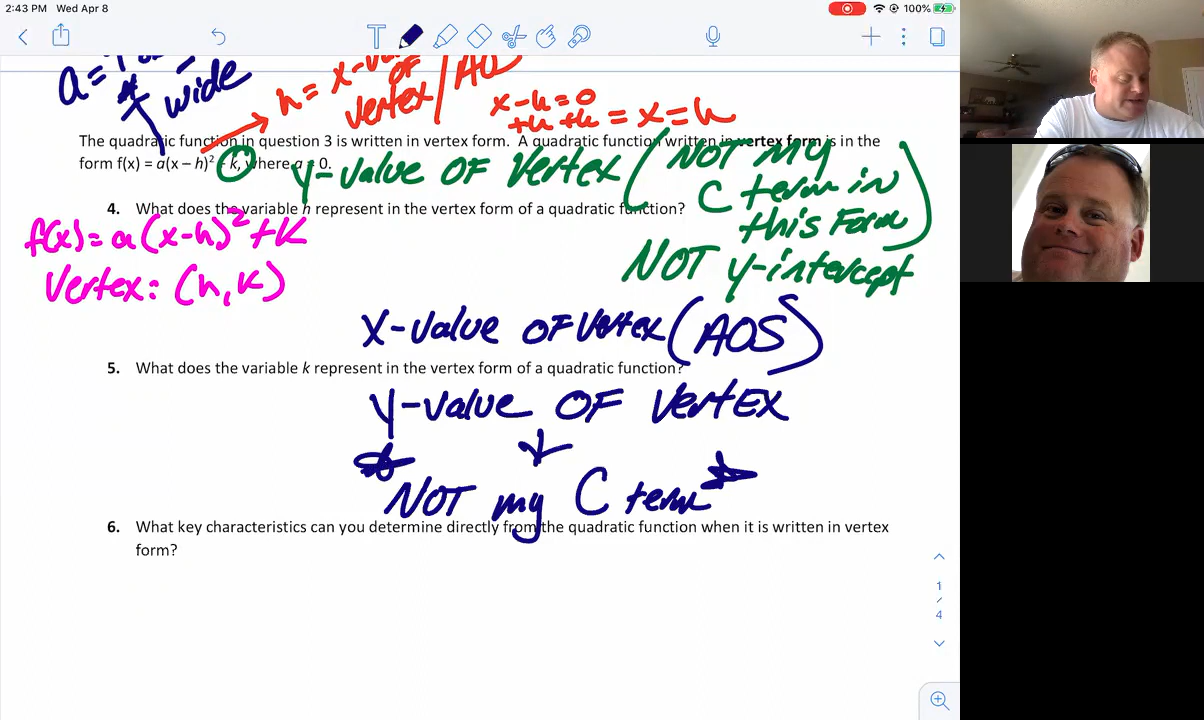 2:43 PM Wed Apr 8
100%
a =
wide
h = x-value
of
vertex/AOS
x-h=0
+h +h = x=h
The quadratic function in question 3 is written in vertex form. A quadratic function written in vertex form is in the
form f(x) = a(x – h)² + k, where a ≠ 0.
y-value OF Vertex (NOT my
C term in
this Form)
NOT y-intercept
4. What does the variable h represent in the vertex form of a quadratic function?
f(x)= a(x-h)²+k
Vertex: (h,k)
X-value OF Vertex (AOS)
5. What does the variable k represent in the vertex form of a quadratic function?
y-value OF VertEX
NOT my C term
6. What key characteristics can you determine directly from the quadratic function when it is written in vertex
form?
1
/
4